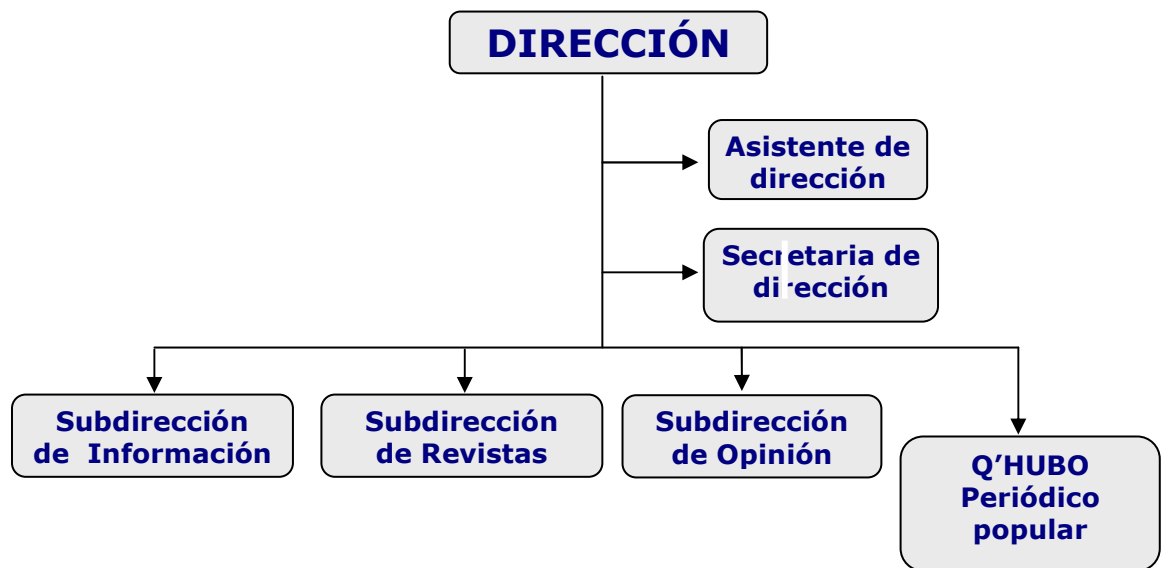 DIRECCIÓN
Asistente de
dirección
Secretaria de
dirección
Subdirección
de Información
Subdirección
de Revistas
Subdirección
de Opinión
Q’HUBO
Periódico
popular